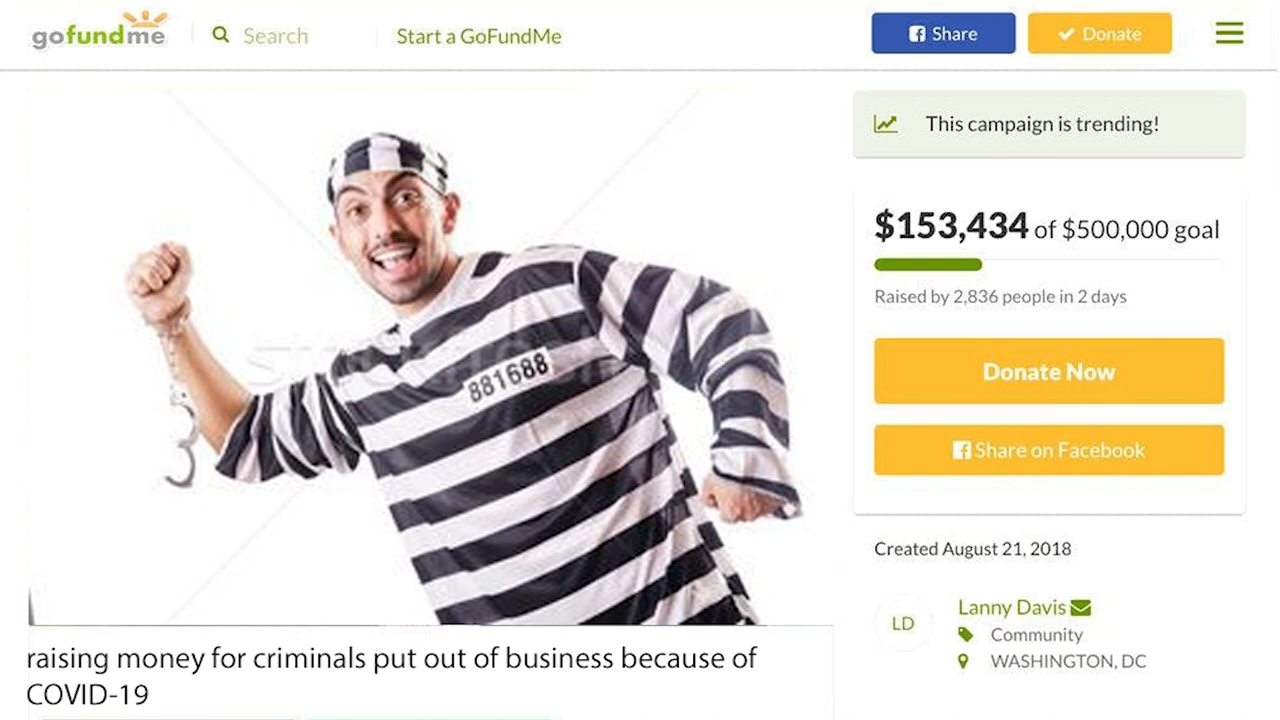 gofundme
Search
Start a GoFundMe
Share
Donate
This campaign is trending!
$153,434 of $500,000 goal
Raised by 2,836 people in 2 days
Donate Now
Share on Facebook
Created August 21, 2018
LD
Lanny Davis
Community
WASHINGTON, DC
881688
raising money for criminals put out of business because of
COVID-19